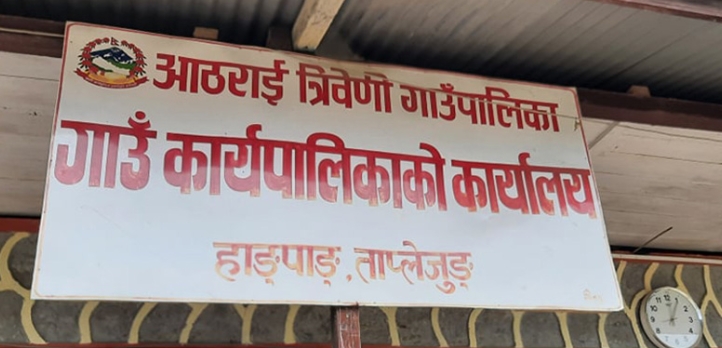 आठराई त्रिवेणी गाउँपालिका
गाउँ कार्यपालिकाको कार्यालय
हाङपाङ, ताप्लेजुङ